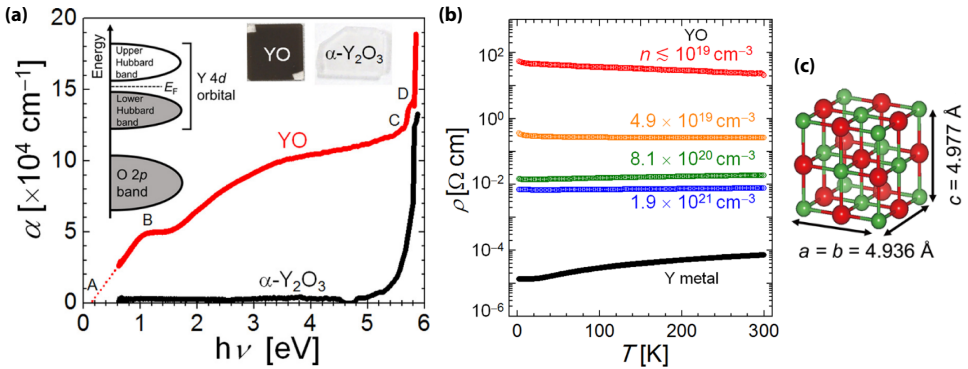 (a)
α [×10⁴ cm⁻¹]
20
15
10
5
0
0 1 2 3 4 5 6
hν [eV]
Energy
Upper
Hubbard
band
E_F
Lower
Hubbard
band
Y 4d
orbital
O 2p
band
YO
α-Y₂O₃
A
B
C
D
YO
α-Y₂O₃
(b)
ρ [Ω cm]
10²
10⁰
10⁻²
10⁻⁴
10⁻⁶
0 100 200 300
T [K]
YO
n ≲ 10¹⁹ cm⁻³
4.9 × 10¹⁹ cm⁻³
8.1 × 10²⁰ cm⁻³
1.9 × 10²¹ cm⁻³
Y metal
(c)
c = 4.977 Å
a = b = 4.936 Å